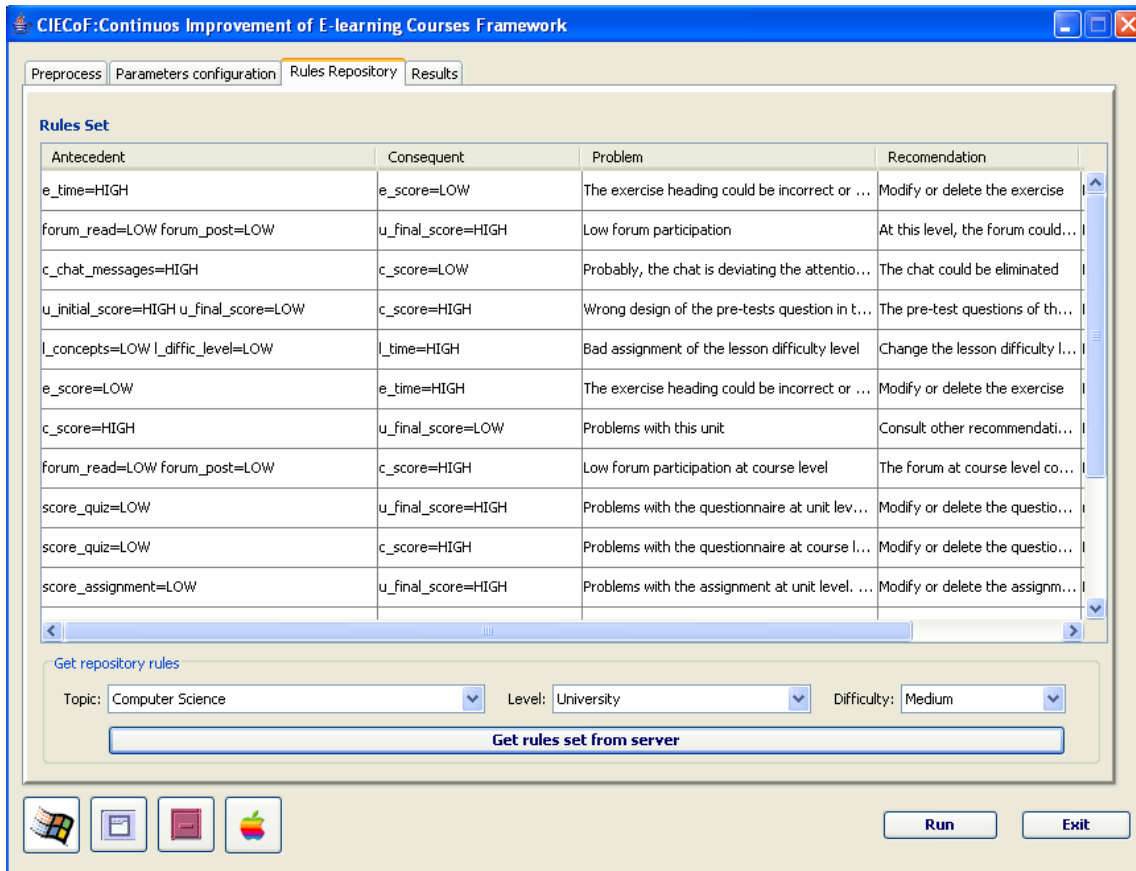 CIECoF:Continuos Improvement of E-learning Courses Framework
Preprocess Parameters configuration Rules Repository Results
Rules Set
Antecedent Consequent Problem Recomendation
e_time=HIGH e_score=LOW The exercise heading could be incorrect or ... Modify or delete the exercise
forum_read=LOW forum_post=LOW u_final_score=HIGH Low forum participation At this level, the forum could...
c_chat_messages=HIGH c_score=LOW Probably, the chat is deviating the attentio... The chat could be eliminated
u_initial_score=HIGH u_final_score=LOW c_score=HIGH Wrong design of the pre-tests question in t... The pre-test questions of th...
l_concepts=LOW l_diffic_level=LOW l_time=HIGH Bad assignment of the lesson difficulty level Change the lesson difficulty l...
e_score=LOW e_time=HIGH The exercise heading could be incorrect or ... Modify or delete the exercise
c_score=HIGH u_final_score=LOW Problems with this unit Consult other recommendati...
forum_read=LOW forum_post=LOW c_score=HIGH Low forum participation at course level The forum at course level co...
score_quiz=LOW u_final_score=HIGH Problems with the questionnaire at unit lev... Modify or delete the questio...
score_quiz=LOW c_score=HIGH Problems with the questionnaire at course l... Modify or delete the questio...
score_assignment=LOW u_final_score=HIGH Problems with the assignment at unit level. ... Modify or delete the assignm...
Get repository rules
Topic: Computer Science Level: University Difficulty: Medium
Get rules set from server
Run Exit